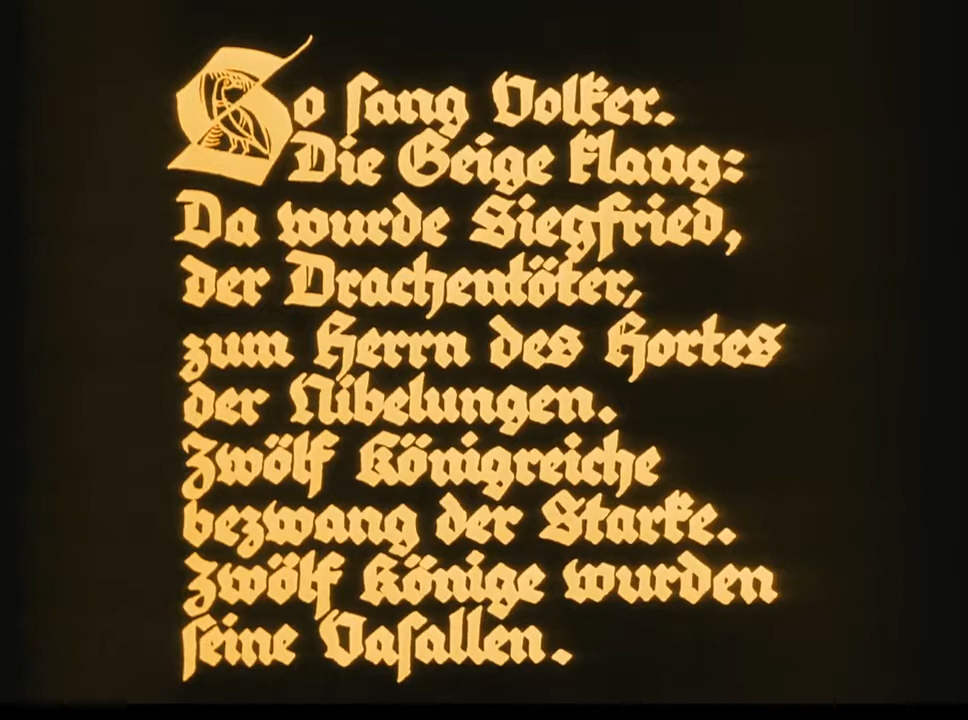 So sang Volker.
Die Geige klang:
Da wurde Siegfried,
der Drachentöter,
zum Herrn des Hortes
der Nibelungen.
Zwölf Königreiche
bezwang der Starke.
Zwölf Könige wurden
seine Vasallen.